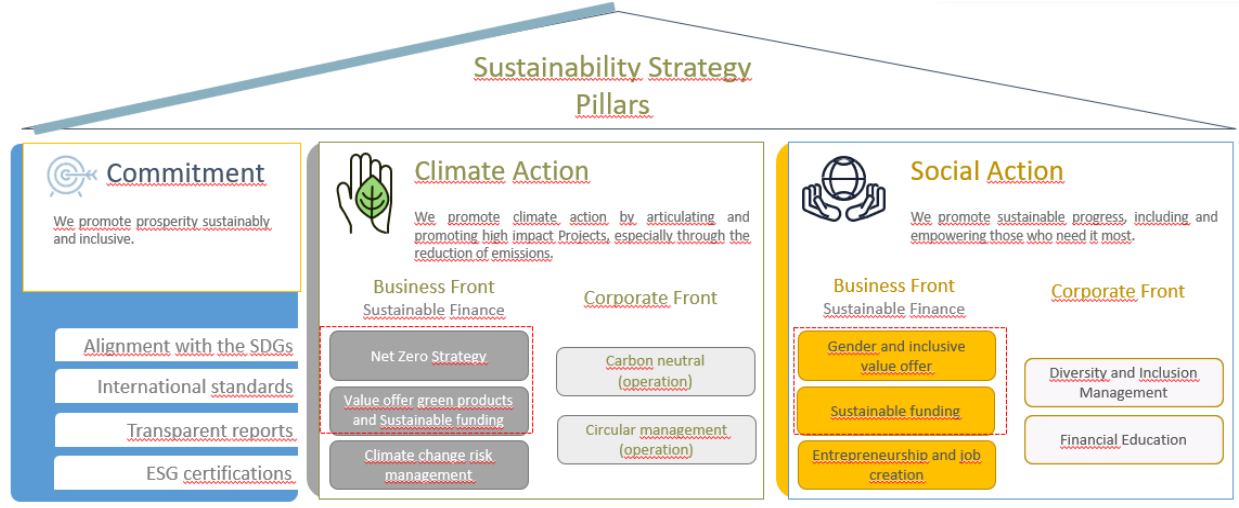 Sustainability Strategy
Pillars
Commitment
We promote prosperity sustainably
and inclusive.
Alignment with the SDGs
International standards
Transparent reports
ESG certifications
Climate Action
We promote climate action by articulating and
promoting high impact Projects, especially through the
reduction of emissions.
Business Front
Sustainable Finance
Net Zero Strategy
Value offer green products
and Sustainable funding
Climate change risk
management
Corporate Front
Carbon neutral
(operation)
Circular management
(operation)
Social Action
We promote sustainable progress, including and
empowering those who need it most.
Business Front
Sustainable Finance
Gender and inclusive
value offer
Sustainable funding
Entrepreneurship and job
creation
Corporate Front
Diversity and Inclusion
Management
Financial Education